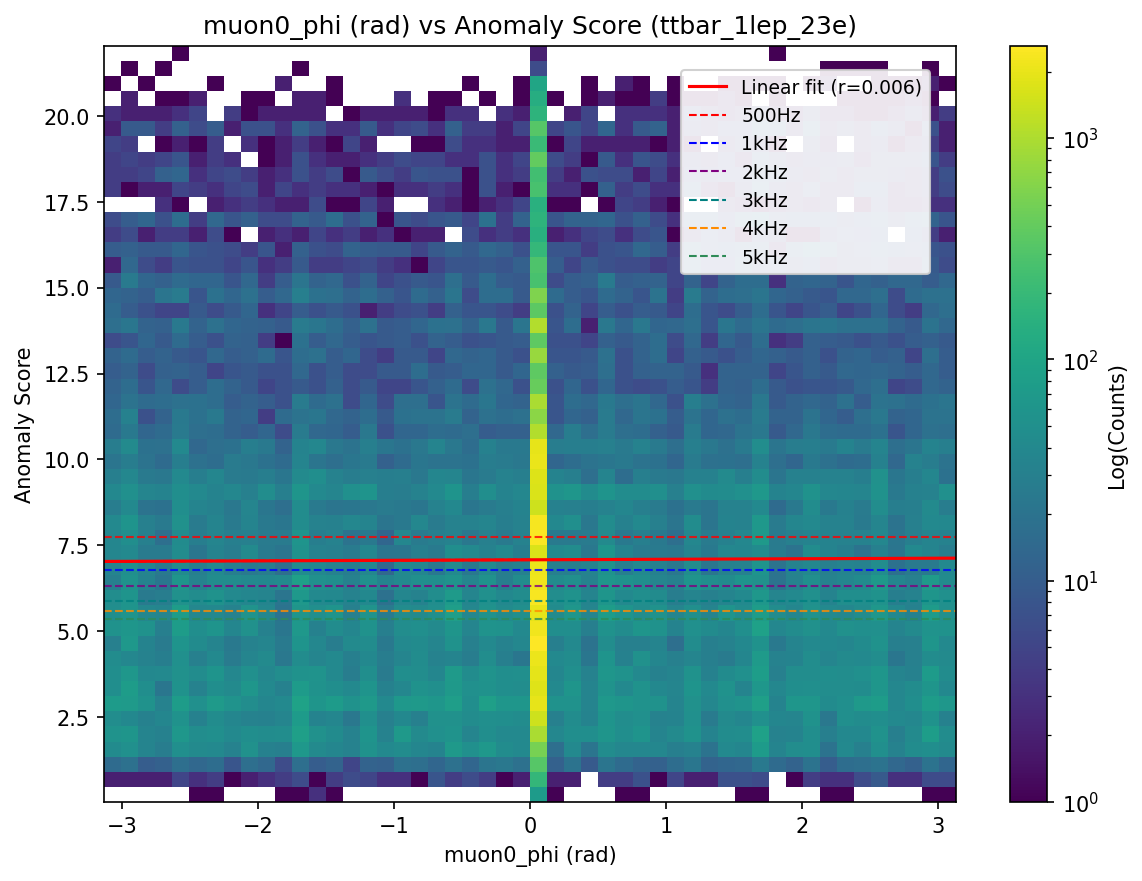 muon0_phi (rad) vs Anomaly Score (ttbar_1lep_23e)
Linear fit (r=0.006)
500Hz
1kHz
2kHz
3kHz
4kHz
5kHz
Anomaly Score
20.0
17.5
15.0
12.5
10.0
7.5
5.0
2.5
−3
−2
−1
0
1
2
3
muon0_phi (rad)
10³
10²
10¹
10⁰
Log(Counts)